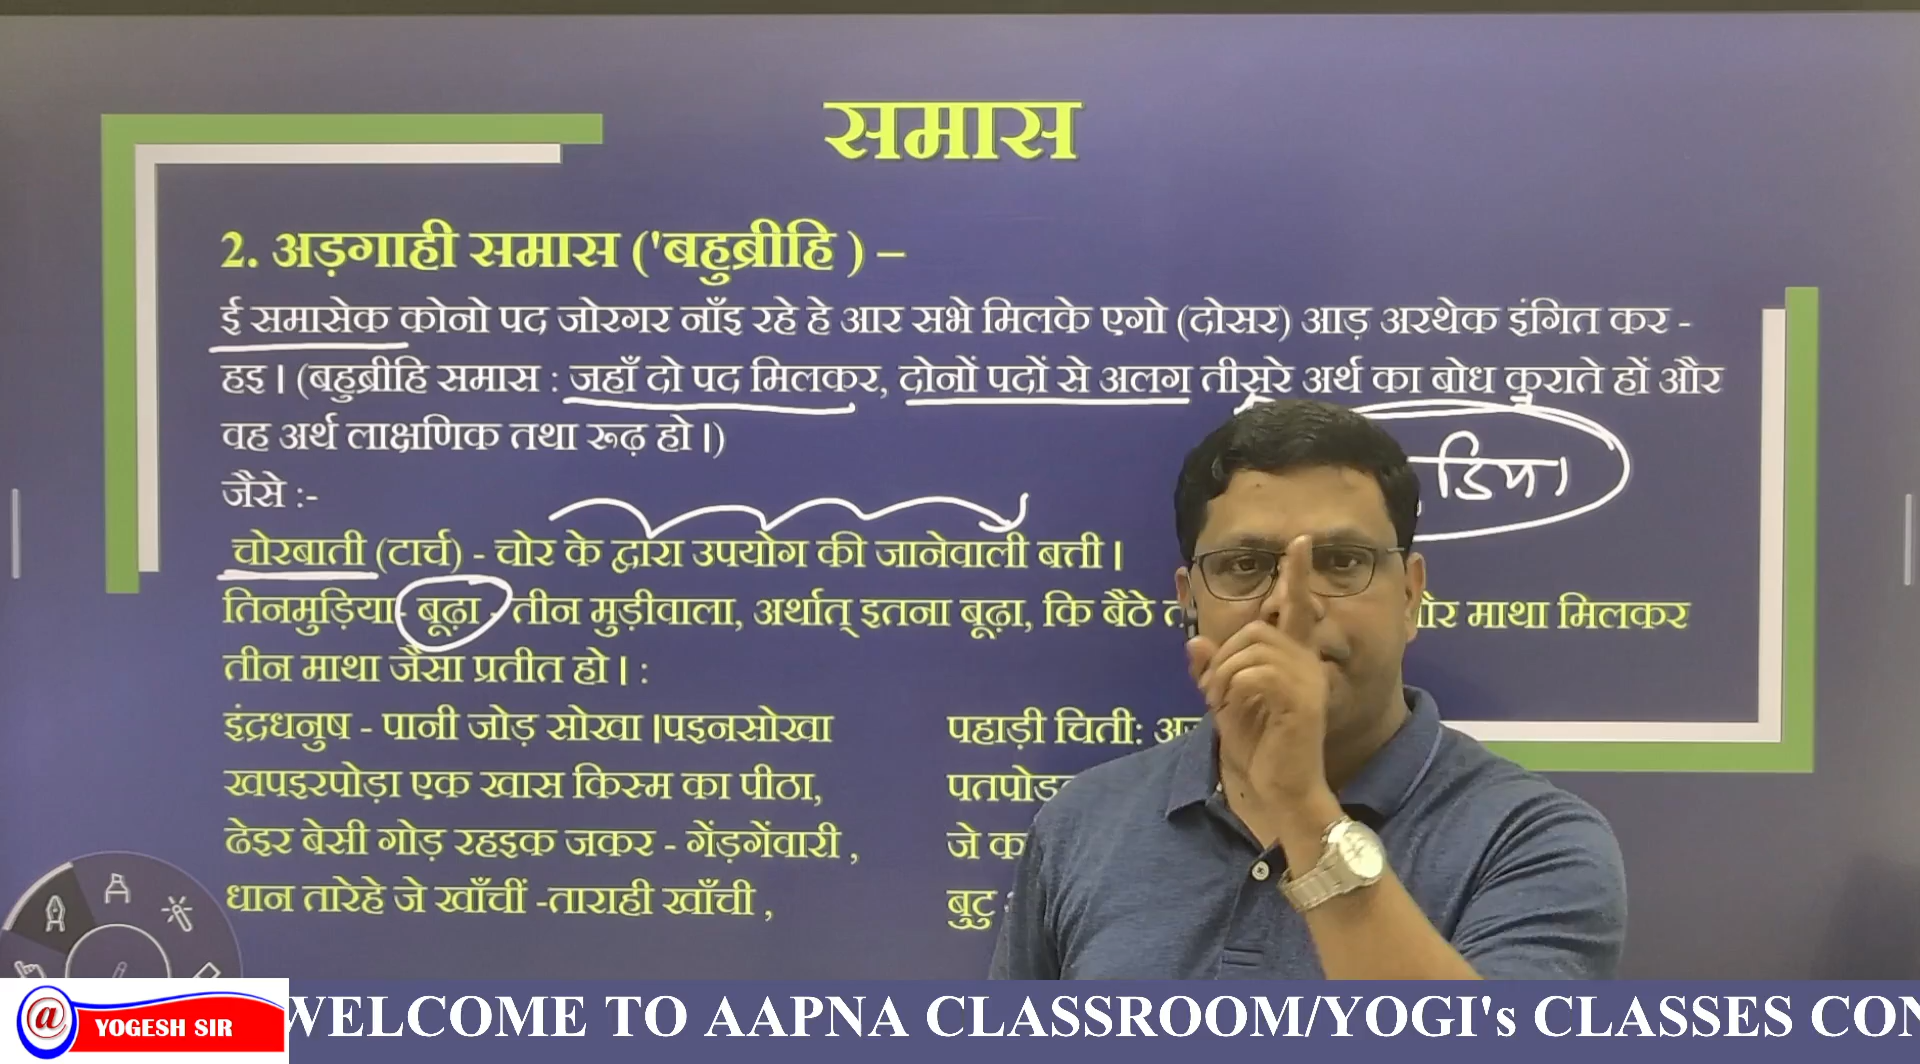 समास
2. अड़गाही समास ('बहुब्रीहि ) –
ई समासेक कोनो पद जोरगर नाँइ रहे हे आर सभे मिलके एगो (दोसर) आड़ अरथेक इंगित कर -
हइ । (बहुब्रीहि समास : जहाँ दो पद मिलकर, दोनों पदों से अलग तीसरे अर्थ का बोध कराते हों और
वह अर्थ लाक्षणिक तथा रूढ़ हो ।)
जैसे :-
चोरबाती (टार्च) - चोर के द्वारा उपयोग की जानेवाली बत्ती ।
तिनमुड़िया- बूढ़ा - तीन मुड़ीवाला, अर्थात् इतना बूढ़ा, कि बैठे माथा मिलकर
तीन माथा जैसा प्रतीत हो । :
इंद्रधनुष - पानी जोड़ सोखा ।पइनसोखा पहाड़ी चिती:
खपइरपोड़ा एक खास किस्म का पीठा,
ढेइर बेसी गोड़ रहइक जकर - गेंड़गेंवारी , जे
धान तारेहे जे खाँचीं -ताराही खाँची , बुटु
@ YOGESH SIR
WELCOME TO AAPNA CLASSROOM/YOGI's CLASSES CON